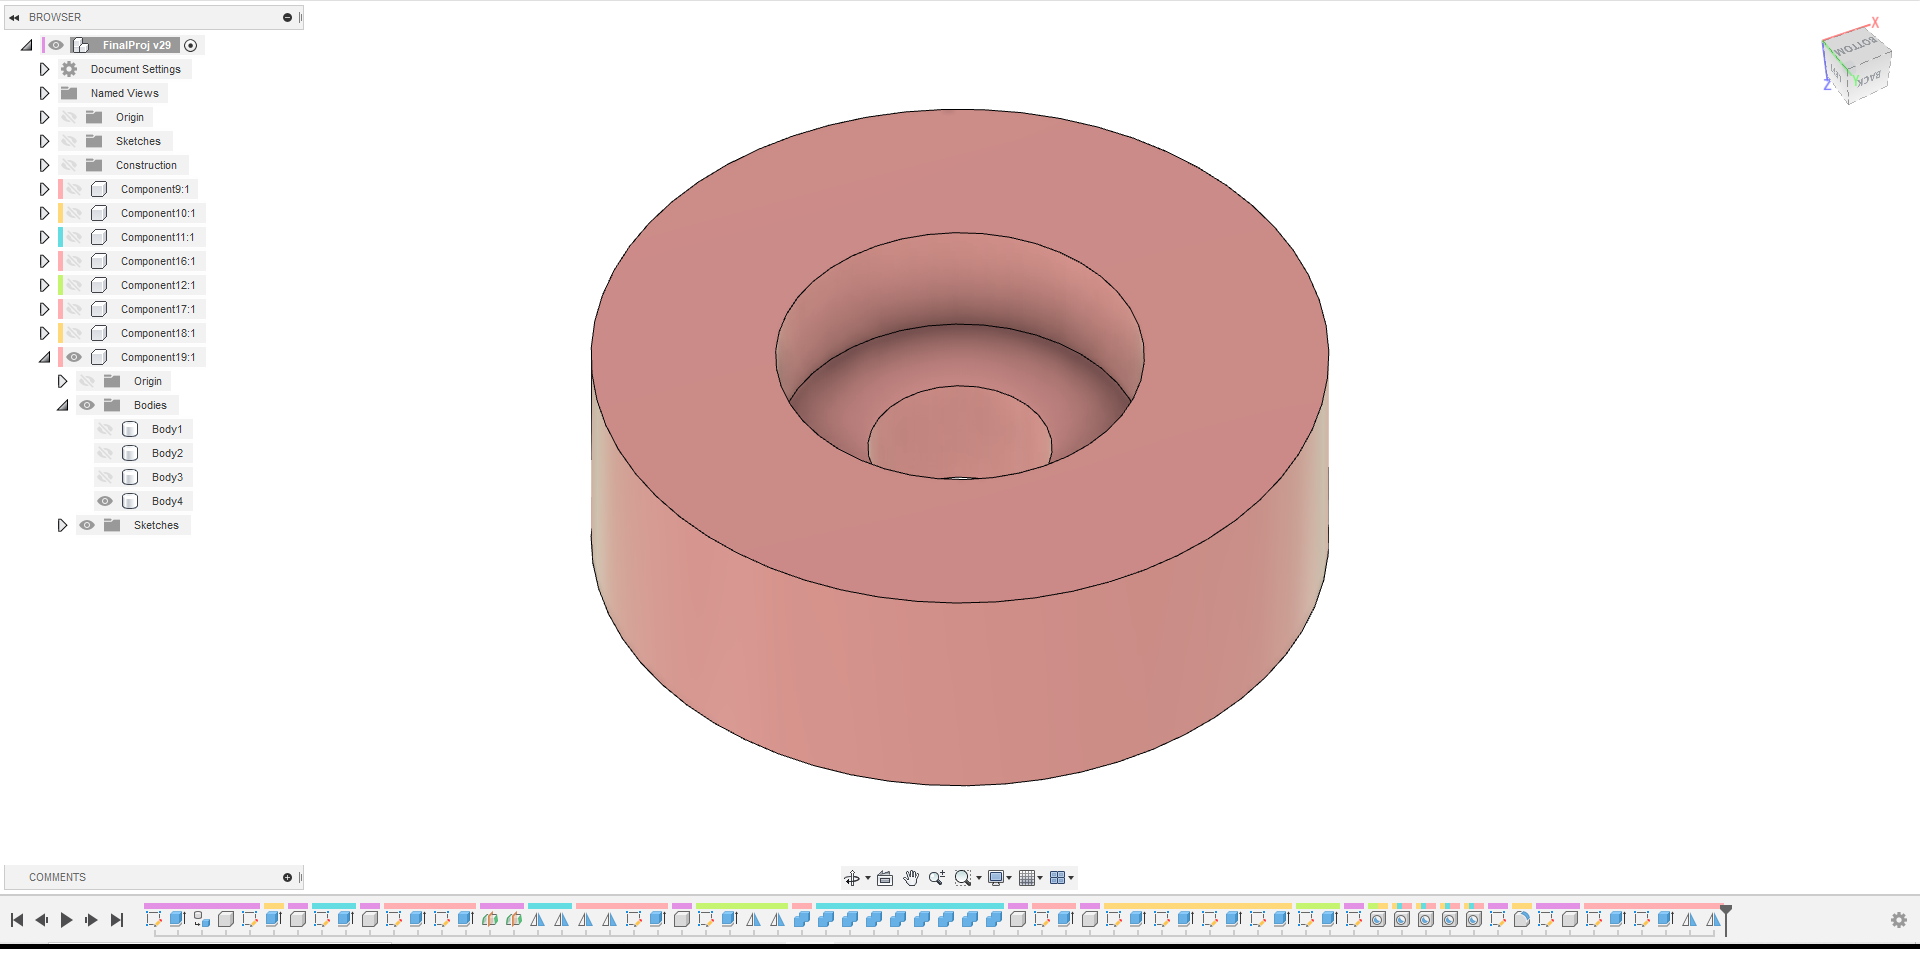 BROWSER
FinalProj v29
Document Settings
Named Views
Origin
Sketches
Construction
Component9:1
Component10:1
Component11:1
Component16:1
Component12:1
Component17:1
Component18:1
Component19:1
Origin
Bodies
Body1
Body2
Body3
Body4
Sketches
X
BOTTOM
BACK
Z
COMMENTS